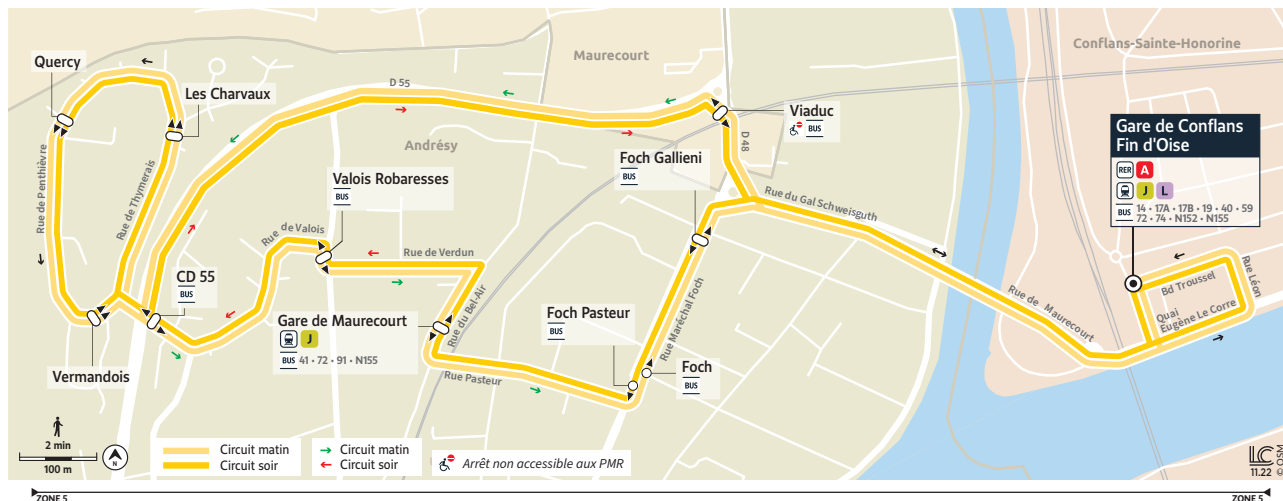 Maurecourt
Conflans-Sainte-Honorine
Quercy
Les Charvaux
D 55
Viaduc
BUS
Gare de Conflans
Fin d'Oise
RER A
J L
BUS 14 • 17A • 17B • 19 • 40 • 59
72 • 74 • N152 • N155
Andrésy
Foch Gallieni
BUS
D 48
Valois Robaresses
BUS
Rue de Penthièvre
Rue de Thymerais
Rue du Gal Schweisguth
Rue de Valois
Rue de Verdun
CD 55
BUS
Rue du Bel-Air
Gare de Maurecourt
J
BUS 41 • 72 • 91 • N155
Foch Pasteur
BUS
Rue Maréchal Foch
Rue de Maurecourt
Bd Troussel
Rue Léon
Quai
Eugène Le Corre
Vermandois
Rue Pasteur
Foch
BUS
2 min
100 m
N
Circuit matin
Circuit soir
Circuit matin
Circuit soir
Arrêt non accessible aux PMR
LC
11.22
© OSM
ZONE 5
ZONE 5